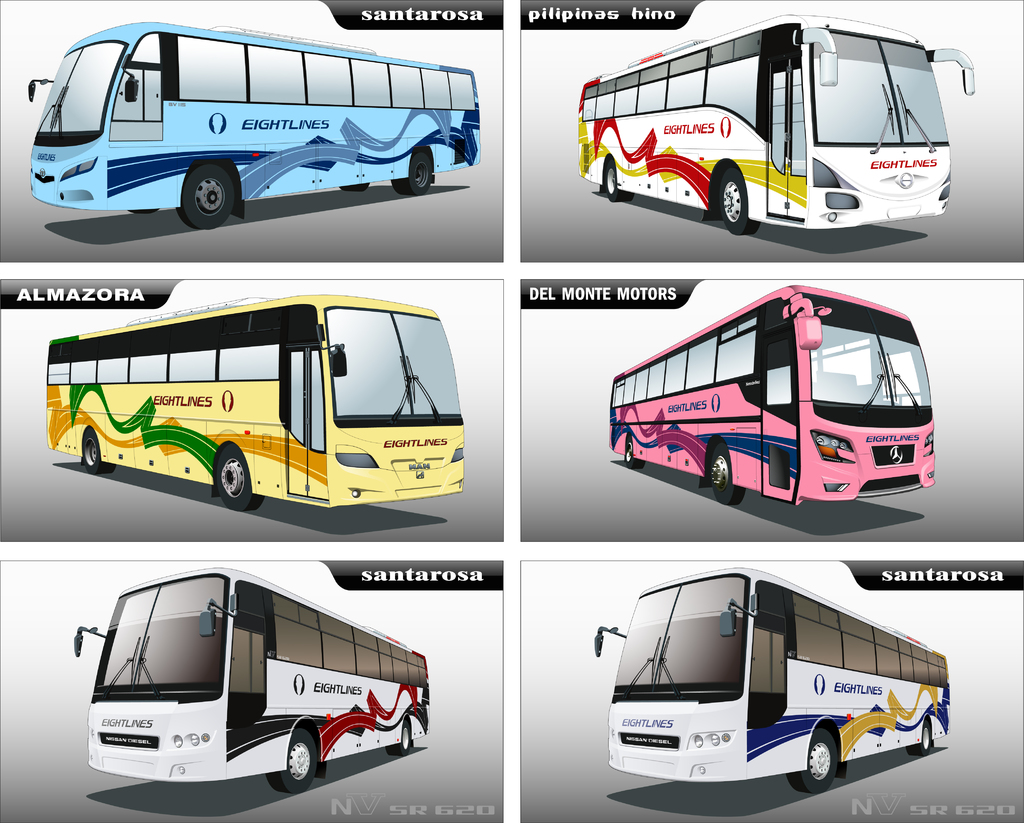 santarosa
EIGHTLINES
EIGHTLINES
pilipinas hino
EIGHTLINES
EIGHTLINES
ALMAZORA
EIGHTLINES
EIGHTLINES
MAN
DEL MONTE MOTORS
EIGHTLINES
EIGHTLINES
santarosa
EIGHTLINES
EIGHTLINES
NISSAN DIESEL
NV SR 620
santarosa
EIGHTLINES
EIGHTLINES
NISSAN DIESEL
NV SR 620